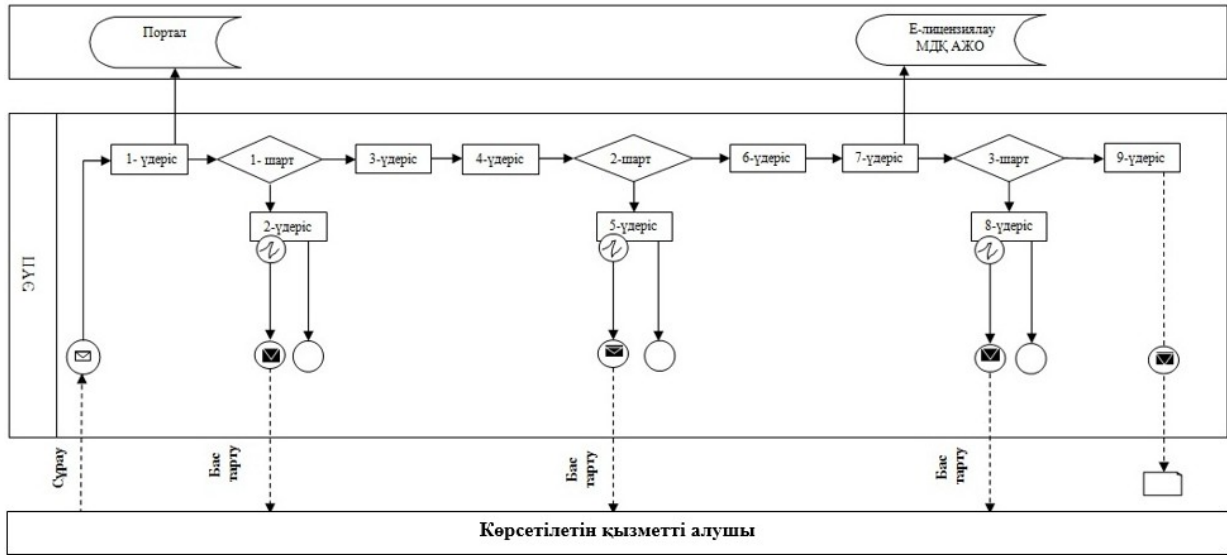 Портал
Е-лицензиялау
МДҚ АЖО
1- үдеріс
1- шарт
3-үдеріс
4-үдеріс
2-шарт
6-үдеріс
7-үдеріс
3-шарт
9-үдеріс
2-үдеріс
5-үдеріс
8-үдеріс
ЭҮП
Сұрау
Бас
тарту
Бас
тарту
Бас
тарту
Көрсетілетін қызметті алушы